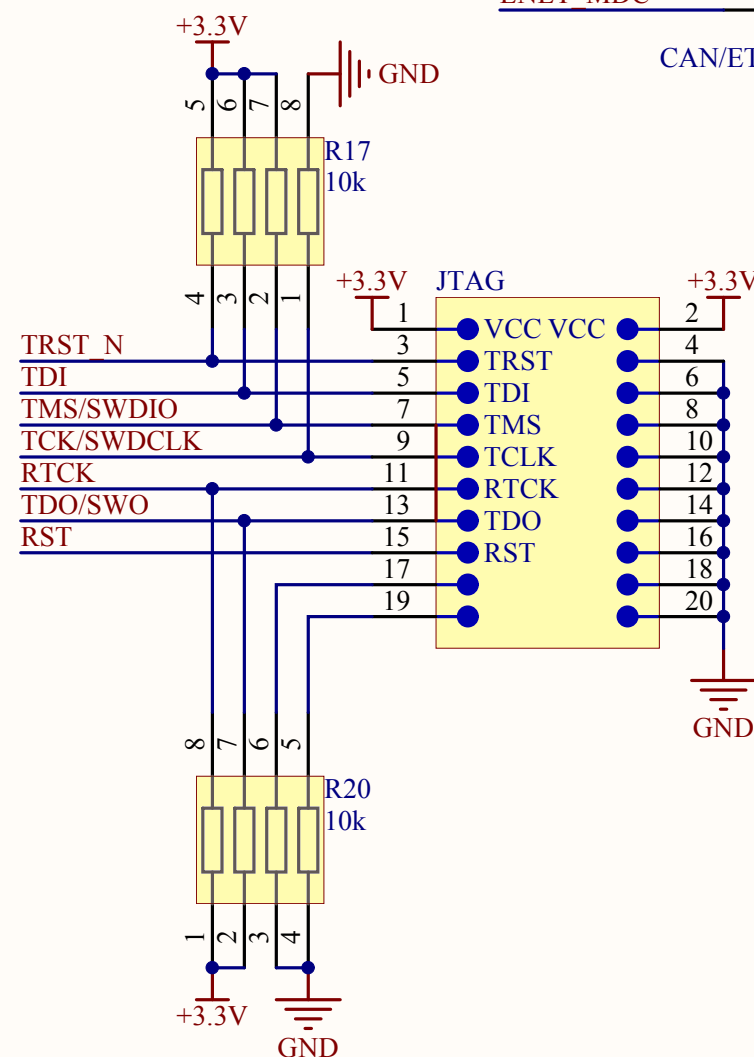 ENET_MDC
+3.3V
CAN/ET
GND
5
6
7
8
R17
10k
4
3
2
1
+3.3V
JTAG
+3.3V
1
VCC
VCC
2
TRST_N
3
TRST
4
TDI
5
TDI
6
TMS/SWDIO
7
TMS
8
TCK/SWDCLK
9
TCLK
10
RTCK
11
RTCK
12
TDO/SWO
13
TDO
14
RST
15
RST
16
17
18
19
20
GND
8
7
6
5
R20
10k
1
2
3
4
+3.3V
GND